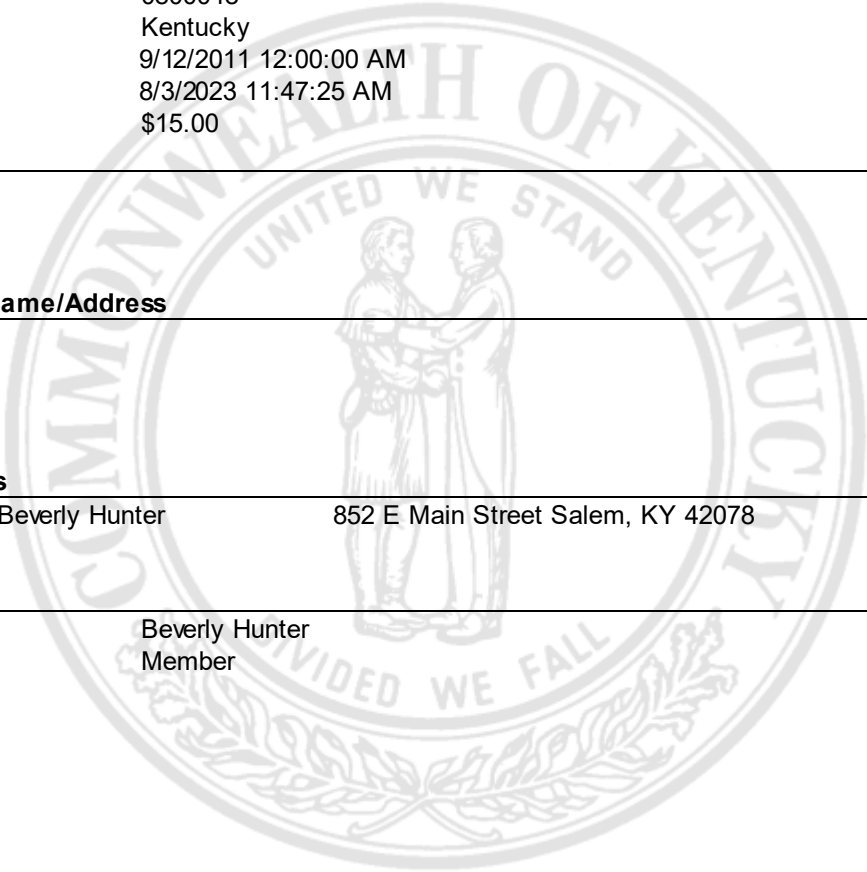 Kentucky
9/12/2011 12:00:00 AM
8/3/2023 11:47:25 AM
$15.00
COMMONWEALTH OF KENTUCKY
UNITED WE STAND
ame/Address
s
Beverly Hunter 852 E Main Street Salem, KY 42078
Beverly Hunter
Member
DIVIDED WE FALL